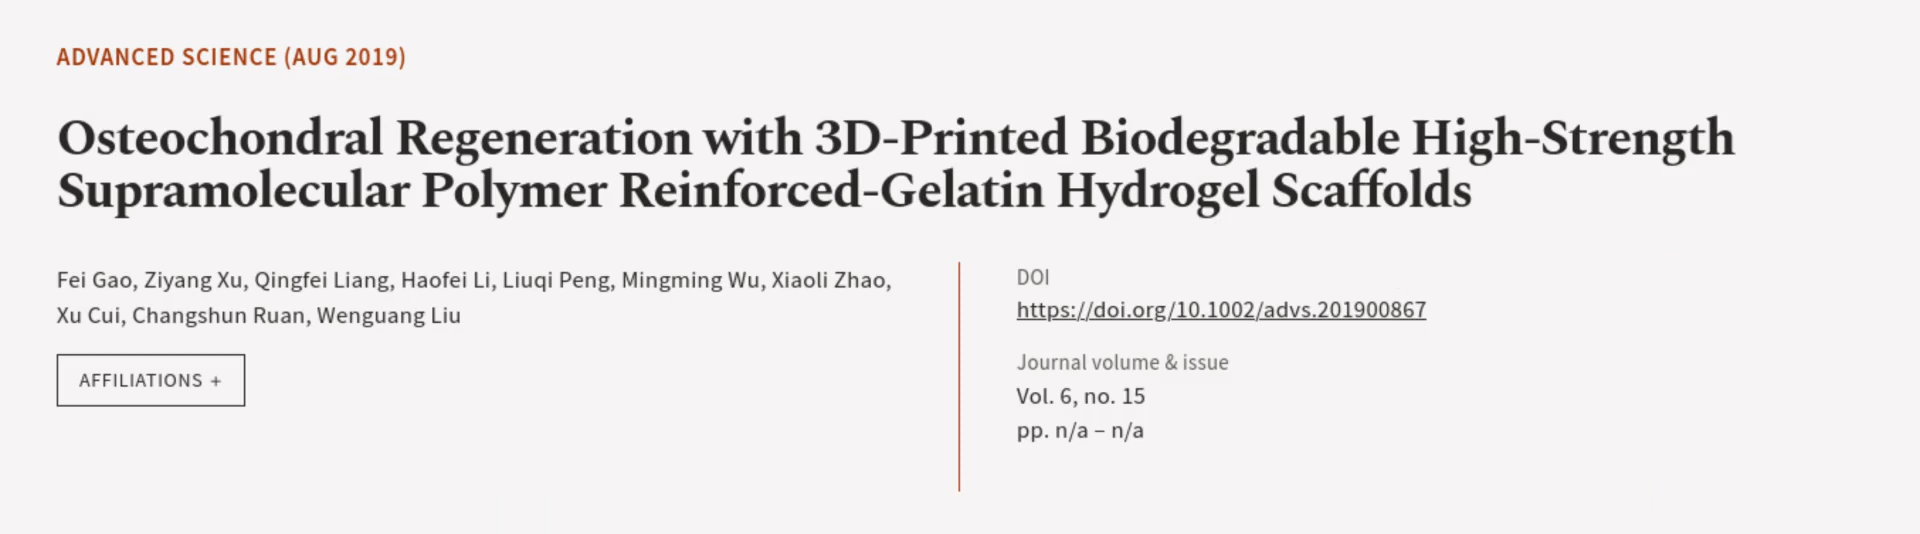 ADVANCED SCIENCE (AUG 2019)
Osteochondral Regeneration with 3D-Printed Biodegradable High-Strength
Supramolecular Polymer Reinforced-Gelatin Hydrogel Scaffolds
Fei Gao, Ziyang Xu, Qingfei Liang, Haofei Li, Liuqi Peng, Mingming Wu, Xiaoli Zhao,
Xu Cui, Changshun Ruan, Wenguang Liu
AFFILIATIONS +
DOI
https://doi.org/10.1002/advs.201900867
Journal volume & issue
Vol. 6, no. 15
pp. n/a – n/a